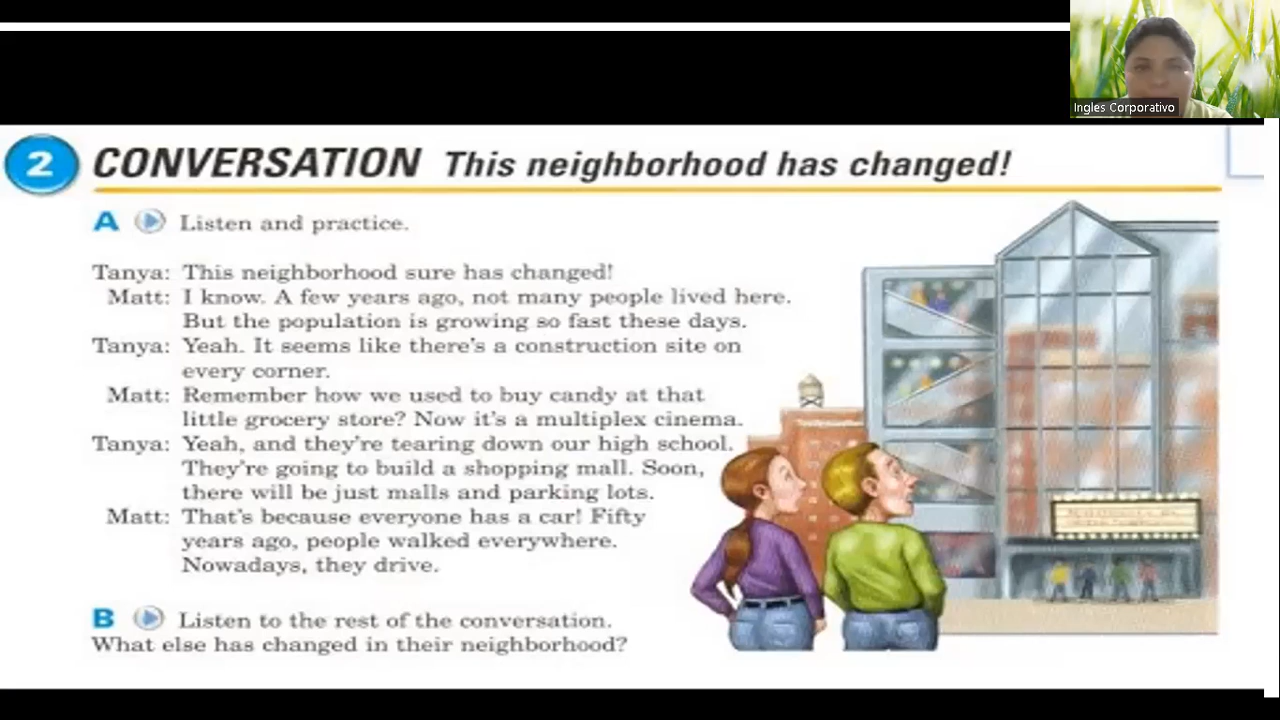 Ingles Corporativo
2 CONVERSATION This neighborhood has changed!
A Listen and practice.
Tanya: This neighborhood sure has changed!
Matt: I know. A few years ago, not many people lived here.
But the population is growing so fast these days.
Tanya: Yeah. It seems like there's a construction site on
every corner.
Matt: Remember how we used to buy candy at that
little grocery store? Now it's a multiplex cinema.
Tanya: Yeah, and they're tearing down our high school.
They're going to build a shopping mall. Soon,
there will be just malls and parking lots.
Matt: That's because everyone has a car! Fifty
years ago, people walked everywhere.
Nowadays, they drive.
B Listen to the rest of the conversation.
What else has changed in their neighborhood?